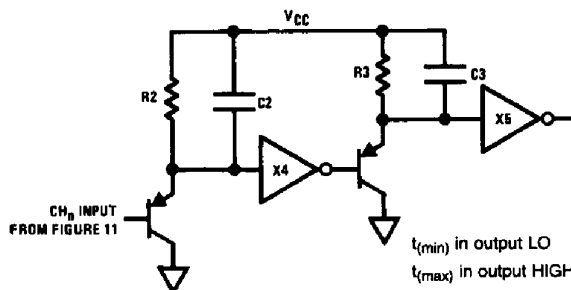 VCC
R2
C2
R3
C3
X4
X5
CHn INPUT
FROM FIGURE 11
t(min) in output LO
t(max) in output HIGH